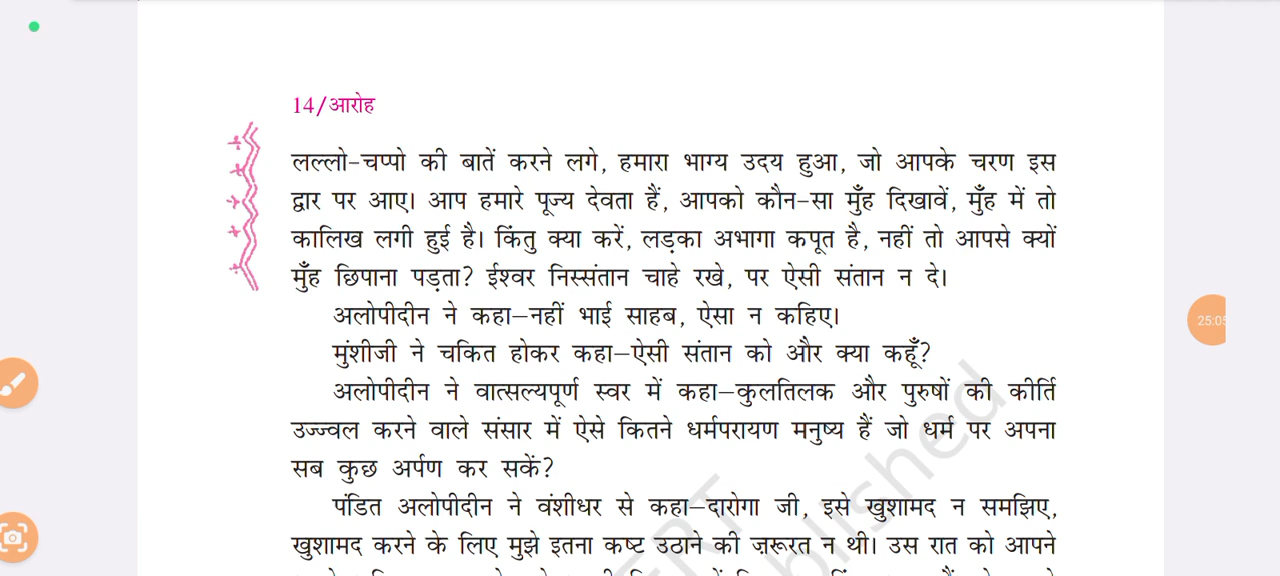 14/आरोह
लल्लो-चप्पो की बातें करने लगे, हमारा भाग्य उदय हुआ, जो आपके चरण इस
द्वार पर आए। आप हमारे पूज्य देवता हैं, आपको कौन-सा मुँह दिखावें, मुँह में तो
कालिख लगी हुई है। किंतु क्या करें, लड़का अभागा कपूत है, नहीं तो आपसे क्यों
मुँह छिपाना पड़ता? ईश्वर निस्संतान चाहे रखे, पर ऐसी संतान न दे।
अलोपीदीन ने कहा—नहीं भाई साहब, ऐसा न कहिए।
मुंशीजी ने चकित होकर कहा—ऐसी संतान को और क्या कहूँ?
अलोपीदीन ने वात्सल्यपूर्ण स्वर में कहा—कुलतिलक और पुरुषों की कीर्ति
उज्ज्वल करने वाले संसार में ऐसे कितने धर्मपरायण मनुष्य हैं जो धर्म पर अपना
सब कुछ अर्पण कर सकें?
पंडित अलोपीदीन ने वंशीधर से कहा—दारोगा जी, इसे खुशामद न समझिए,
खुशामद करने के लिए मुझे इतना कष्ट उठाने की ज़रूरत न थी। उस रात को आपने
25:05